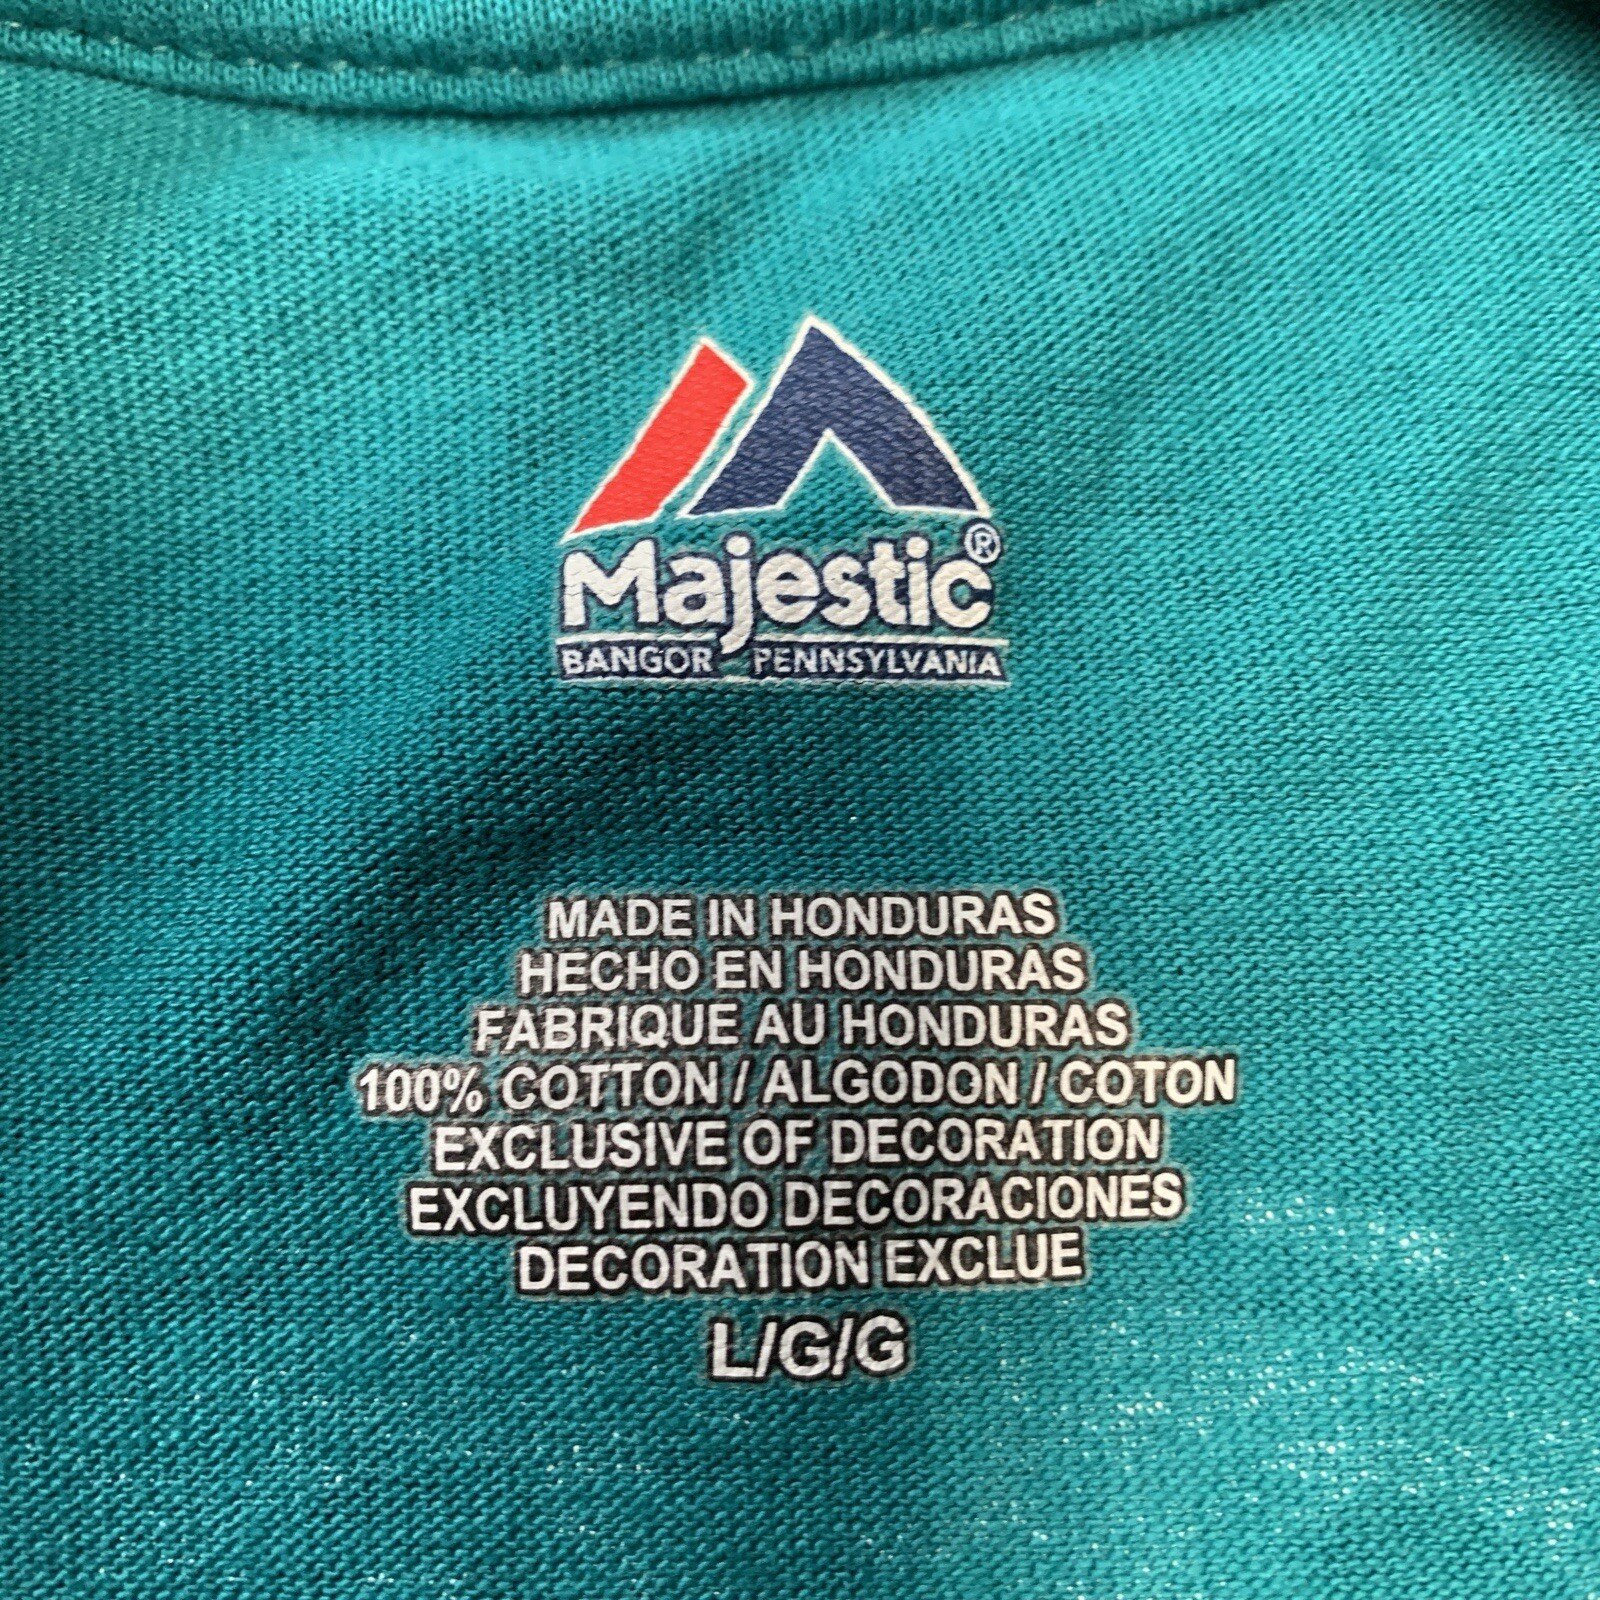 Majestic®
BANGOR PENNSYLVANIA
MADE IN HONDURAS
HECHO EN HONDURAS
FABRIQUE AU HONDURAS
100% COTTON / ALGODON / COTON
EXCLUSIVE OF DECORATION
EXCLUYENDO DECORACIONES
DECORATION EXCLUE
L/G/G